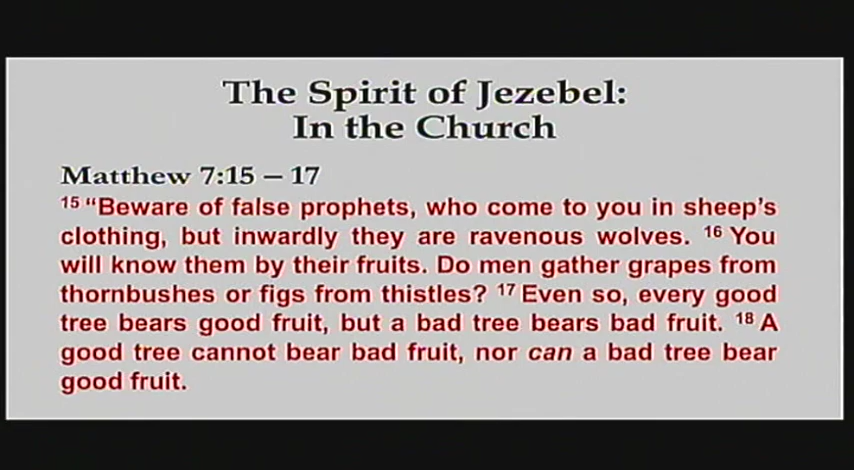 The Spirit of Jezebel:
In the Church
Matthew 7:15 – 17
15 “Beware of false prophets, who come to you in sheep’s
clothing, but inwardly they are ravenous wolves. 16 You
will know them by their fruits. Do men gather grapes from
thornbushes or figs from thistles? 17 Even so, every good
tree bears good fruit, but a bad tree bears bad fruit. 18 A
good tree cannot bear bad fruit, nor can a bad tree bear
good fruit.